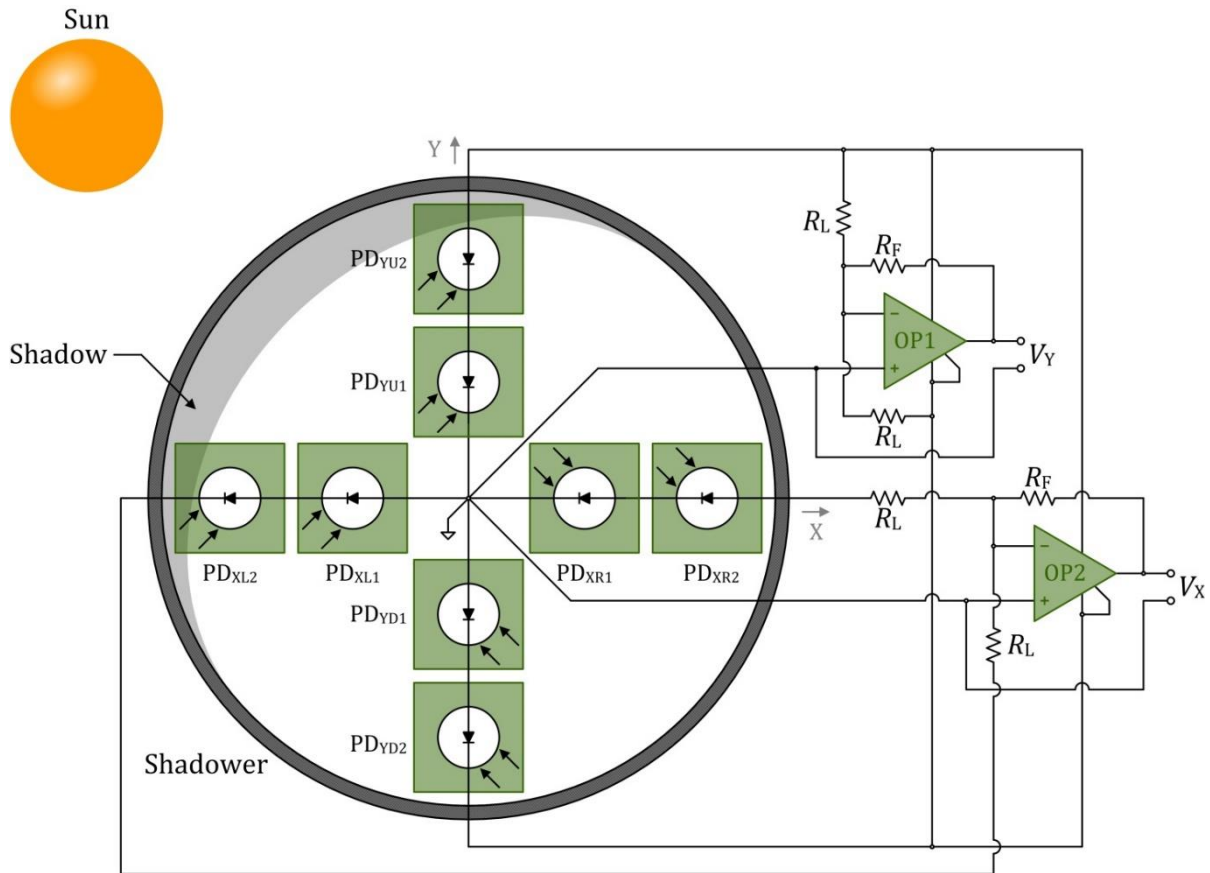 Sun
Y
R_L
R_F
PD_YU2
−
OP1
V_Y
Shadow
PD_YU1
+
R_L
R_F
R_L
X
−
PD_XL2
PD_XL1
PD_XR1
PD_XR2
OP2
V_X
+
PD_YD1
R_L
PD_YD2
Shadower